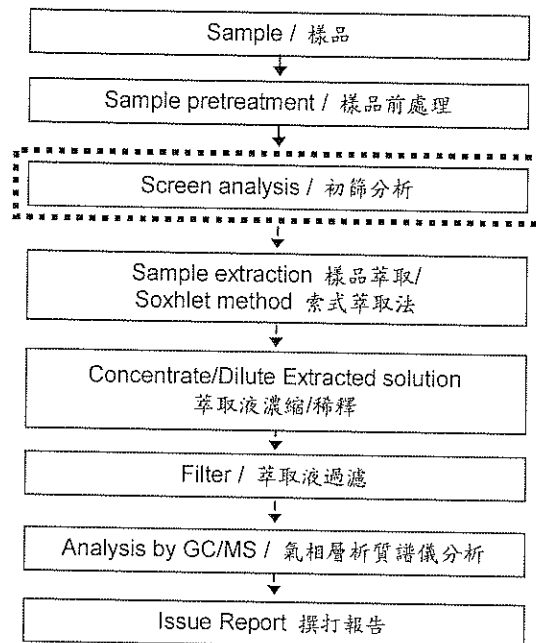 Sample / 樣品
Sample pretreatment / 樣品前處理
Screen analysis / 初篩分析
Sample extraction 樣品萃取/
Soxhlet method 索式萃取法
Concentrate/Dilute Extracted solution
萃取液濃縮/稀釋
Filter / 萃取液過濾
Analysis by GC/MS / 氣相層析質譜儀分析
Issue Report 撰打報告